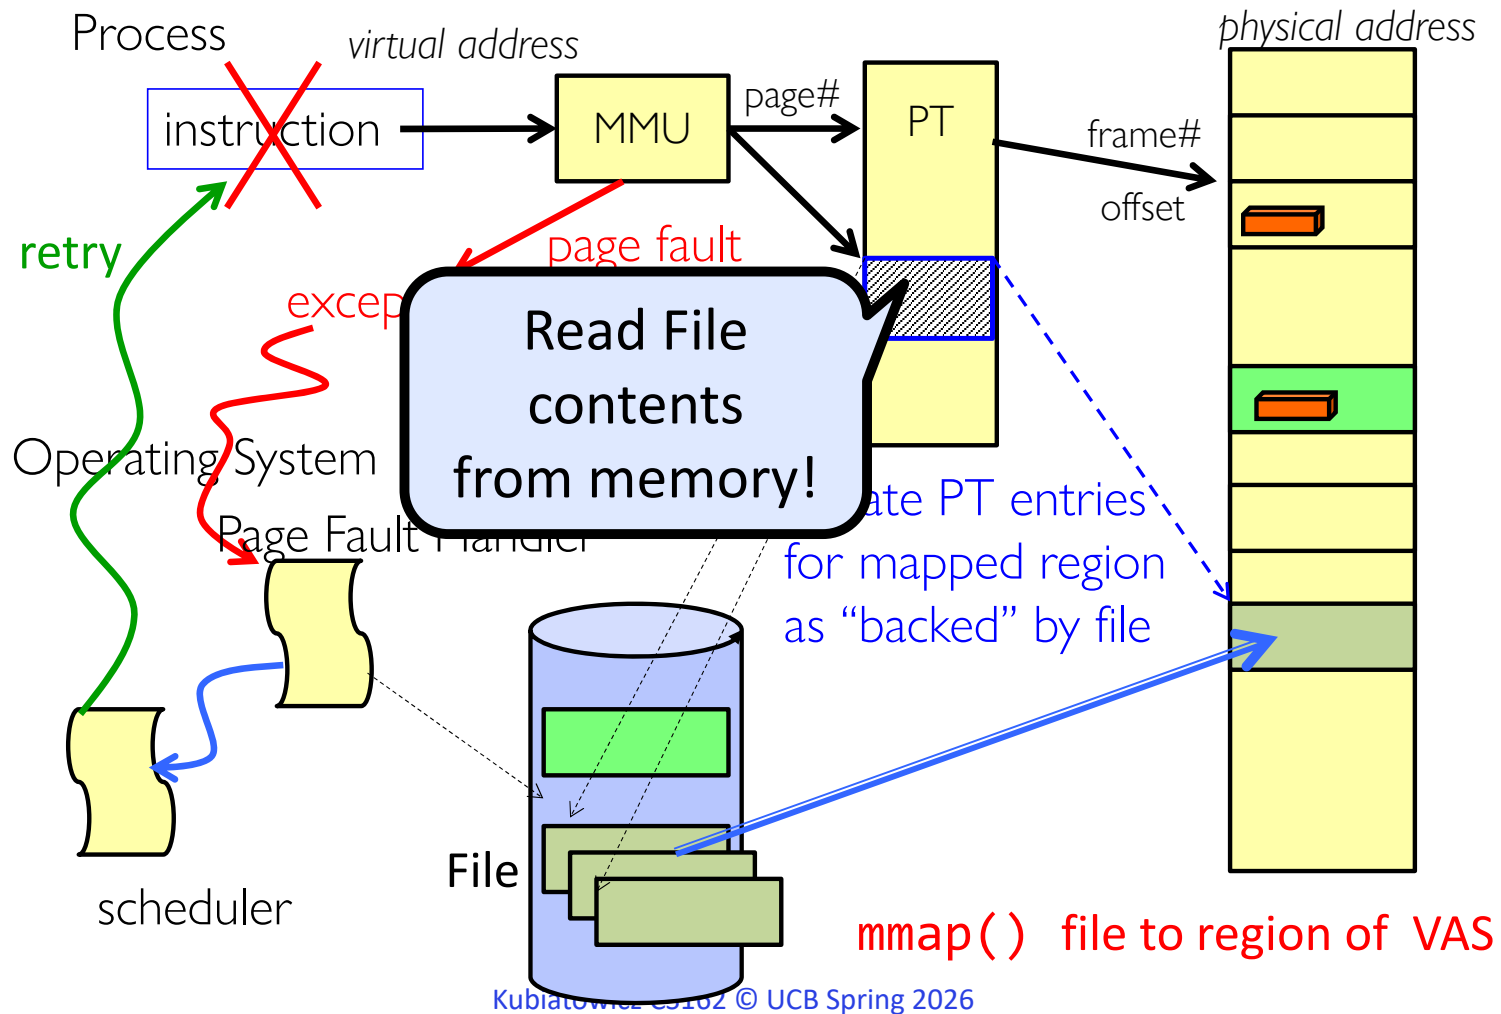 Process
virtual address
physical address
instruction
MMU
page#
PT
frame#
offset
retry
page fault
Read File
contents
from memory!
Operating System
Page Fault Handler
PT entries
for mapped region
as “backed” by file
File
scheduler
mmap() file to region of VAS
Kubiatowicz CS162 © UCB Spring 2026